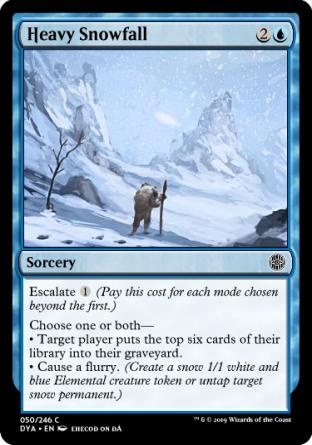 Heavy Snowfall 2
Sorcery
Escalate 1 (Pay this cost for each mode chosen
beyond the first.)
Choose one or both—
• Target player puts the top six cards of their
library into their graveyard.
• Cause a flurry. (Create a snow 1/1 white and
blue Elemental creature token or untap target
snow permanent.)
050/246 C
DYA • EN EHECOD ON DÁ
™ & © 2019 Wizards of the Coast